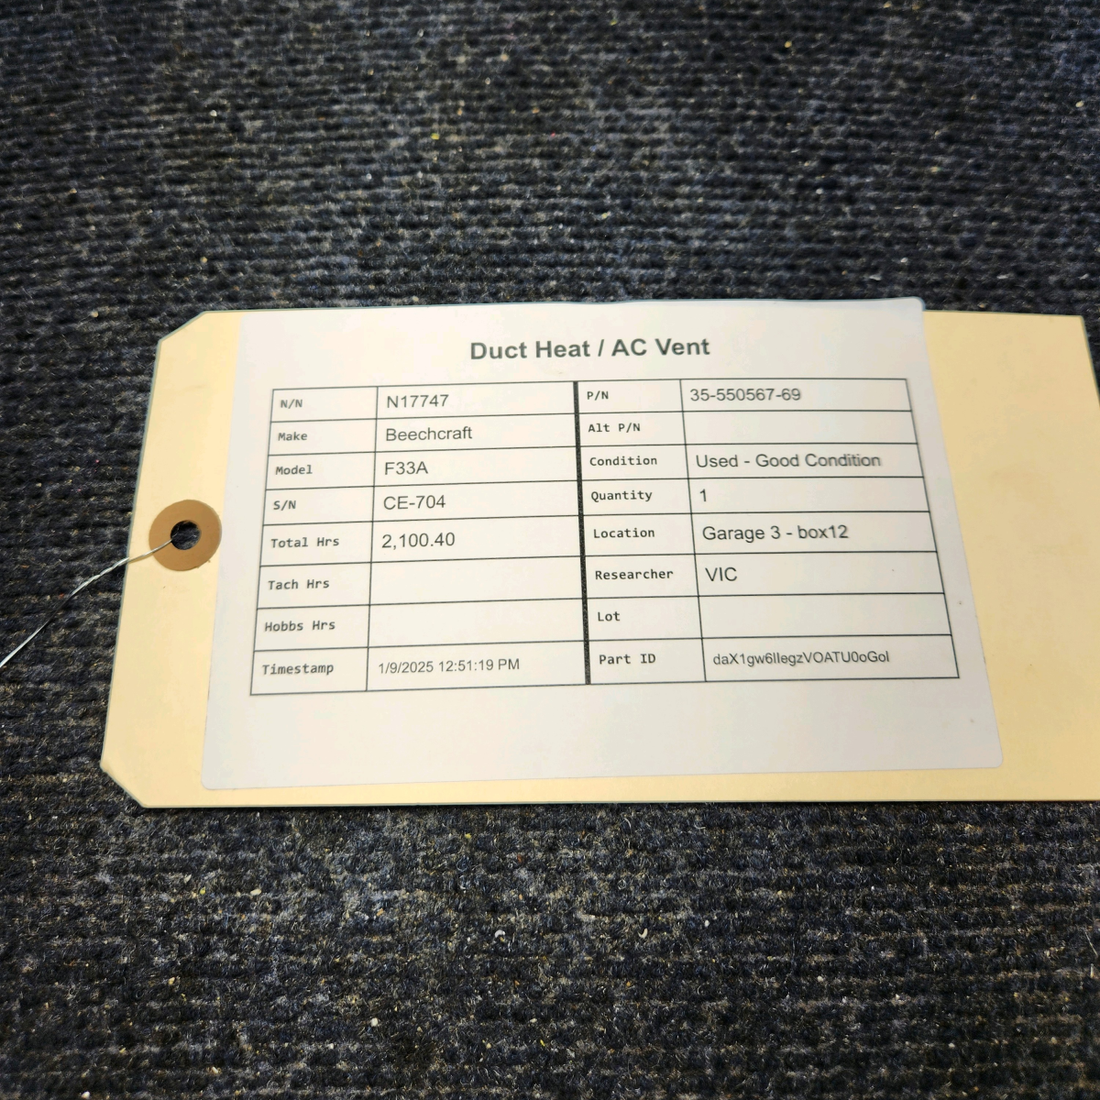 Duct Heat / AC Vent
N/N N17747 P/N 35-550567-69
Make Beechcraft Alt P/N
Model F33A Condition Used - Good Condition
S/N CE-704 Quantity 1
Total Hrs 2,100.40 Location Garage 3 - box12
Tach Hrs Researcher VIC
Hobbs Hrs Lot
Timestamp 1/9/2025 12:51:19 PM Part ID